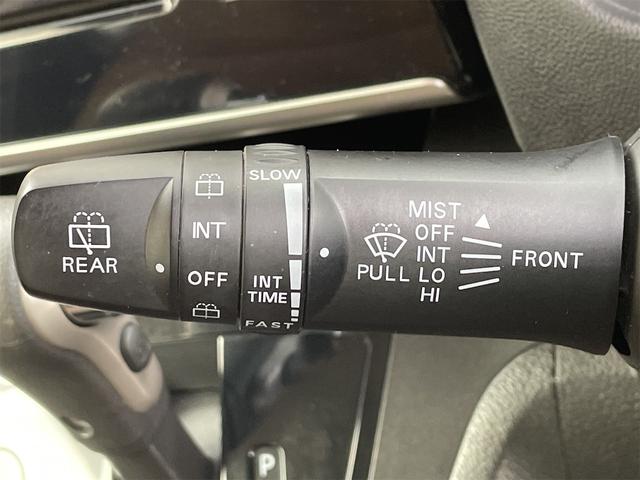 REAR
INT
OFF
SLOW
INT
TIME
FAST
MIST
OFF
INT
PULL LO
HI
FRONT
P